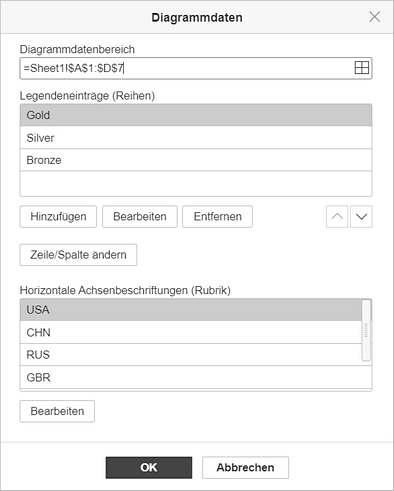 Diagrammdaten
Diagrammdatenbereich
=Sheet1!$A$1:$D$7
Legendeneinträge (Reihen)
Gold
Silver
Bronze
Hinzufügen Bearbeiten Entfernen
Zeile/Spalte ändern
Horizontale Achsenbeschriftungen (Rubrik)
USA
CHN
RUS
GBR
Bearbeiten
OK Abbrechen